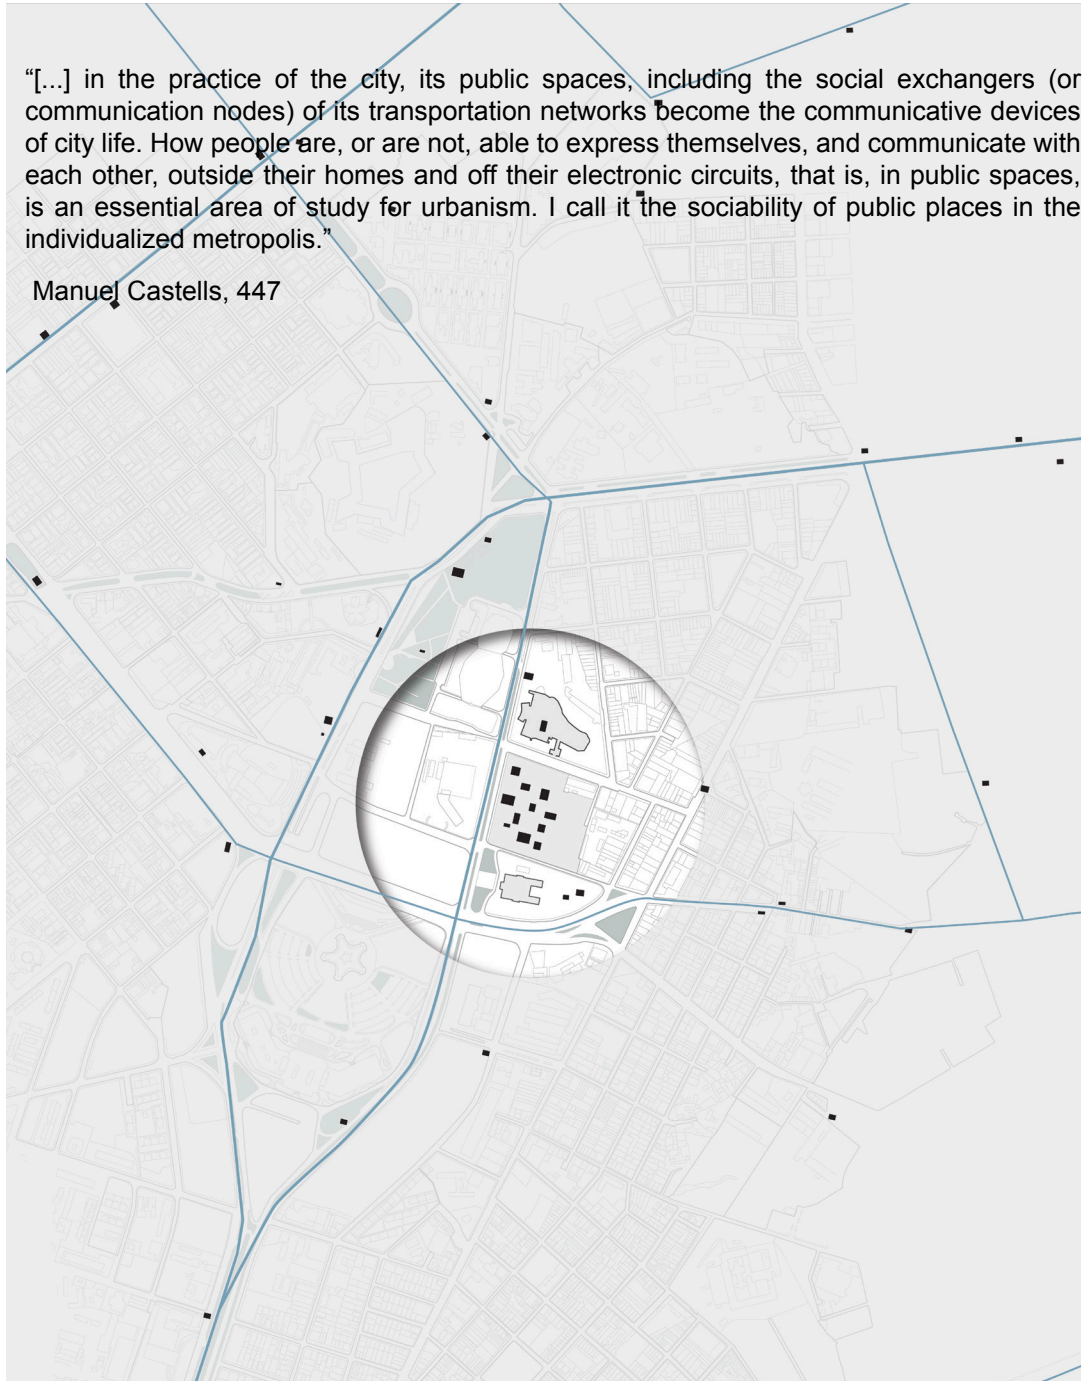 “[...] in the practice of the city, its public spaces, including the social exchangers (or
communication nodes) of its transportation networks become the communicative devices
of city life. How people are, or are not, able to express themselves, and communicate with
each other, outside their homes and off their electronic circuits, that is, in public spaces,
is an essential area of study for urbanism. I call it the sociability of public places in the
individualized metropolis.”
Manuel Castells, 447